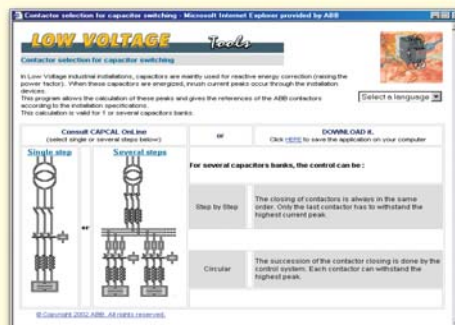 Contactor selection for capacitor switching - Microsoft Internet Explorer provided by ABB
LOW VOLTAGE Tools
Contactor selection for capacitor switching
In Low Voltage industrial installations, capacitors are mainly used for reactive energy correction (raising the
power factor). When these capacitors are energized, inrush current peaks occur through the installation
devices.
This program allows the calculation of these peaks and gives the references of the ABB contactors
according to the installation specifications.
This calculation is valid for 1 or several capacitors banks.
Select a language
Consult CAPCAL OnLine
(select single or several steps below)
or
DOWNLOAD it.
Click HERE to save the application on your computer
Single step
Several steps
or
For several capacitors banks, the control can be :
Step by Step
The closing of contactors is always in the same
order. Only the last contactor has to withstand the
highest current peak.
Circular
The succession of the contactor closing is done by the
control system. Each contactor can withstand the
highest peak.
© Copyright 2002 ABB. All rights reserved.